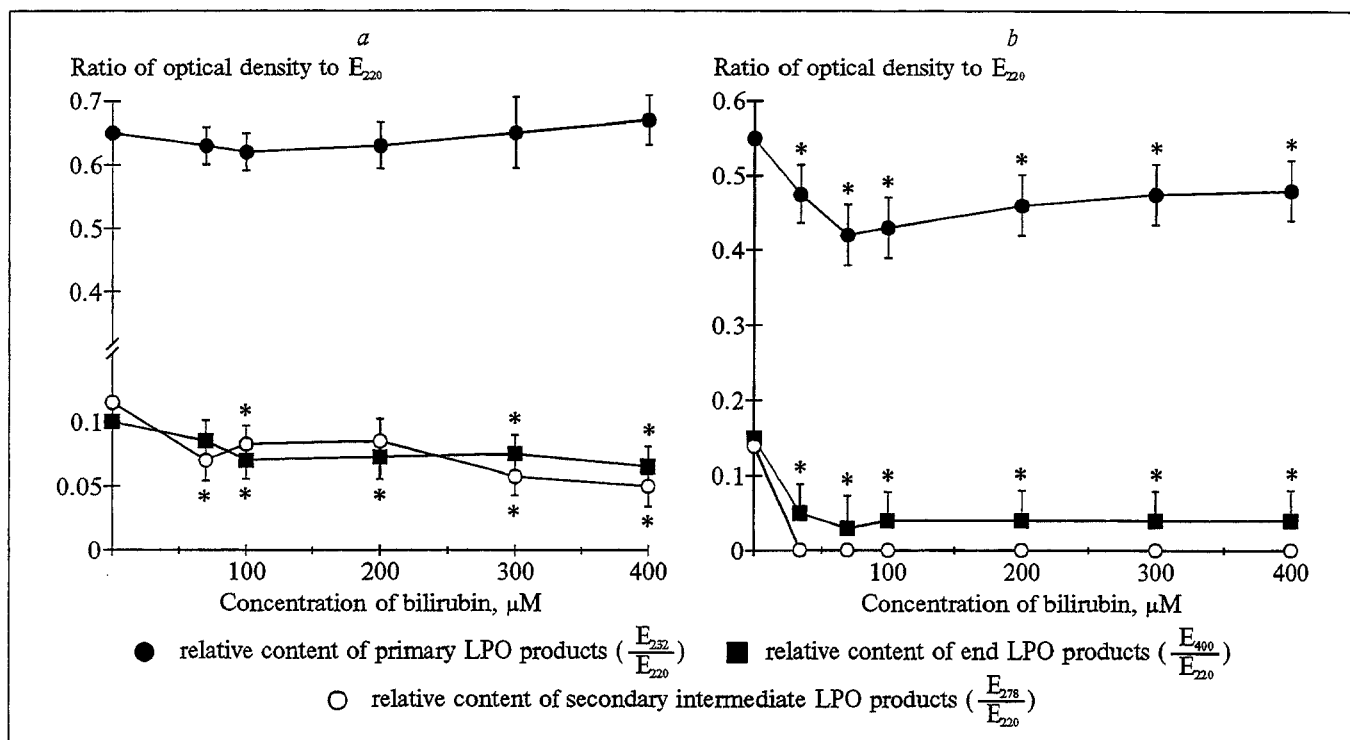 a
Ratio of optical density to E220
0.7
0.6
0.5
0.4
0.1
0.05
0
100 200 300 400
Concentration of bilirubin, μM
* * * * * * * * *
b
Ratio of optical density to E220
0.6
0.5
0.4
0.3
0.2
0.1
0
100 200 300 400
Concentration of bilirubin, μM
* * * * * *
* * * * * *
● relative content of primary LPO products (E232/E220) ■ relative content of end LPO products (E400/E220)
○ relative content of secondary intermediate LPO products (E278/E220)